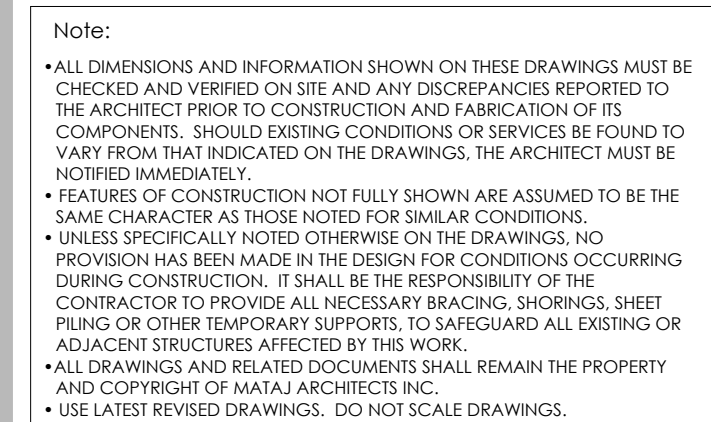 Note:
•ALL DIMENSIONS AND INFORMATION SHOWN ON THESE DRAWINGS MUST BE
CHECKED AND VERIFIED ON SITE AND ANY DISCREPANCIES REPORTED TO
THE ARCHITECT PRIOR TO CONSTRUCTION AND FABRICATION OF ITS
COMPONENTS.  SHOULD EXISTING CONDITIONS OR SERVICES BE FOUND TO
VARY FROM THAT INDICATED ON THE DRAWINGS, THE ARCHITECT MUST BE
NOTIFIED IMMEDIATELY.
• FEATURES OF CONSTRUCTION NOT FULLY SHOWN ARE ASSUMED TO BE THE
SAME CHARACTER AS THOSE NOTED FOR SIMILAR CONDITIONS.
• UNLESS SPECIFICALLY NOTED OTHERWISE ON THE DRAWINGS, NO
PROVISION HAS BEEN MADE IN THE DESIGN FOR CONDITIONS OCCURRING
DURING CONSTRUCTION.  IT SHALL BE THE RESPONSIBILITY OF THE
CONTRACTOR TO PROVIDE ALL NECESSARY BRACING, SHORINGS, SHEET
PILING OR OTHER TEMPORARY SUPPORTS, TO SAFEGUARD ALL EXISTING OR
ADJACENT STRUCTURES AFFECTED BY THIS WORK.
•ALL DRAWINGS AND RELATED DOCUMENTS SHALL REMAIN THE PROPERTY
AND COPYRIGHT OF MATAJ ARCHITECTS INC.
• USE LATEST REVISED DRAWINGS.  DO NOT SCALE DRAWINGS.